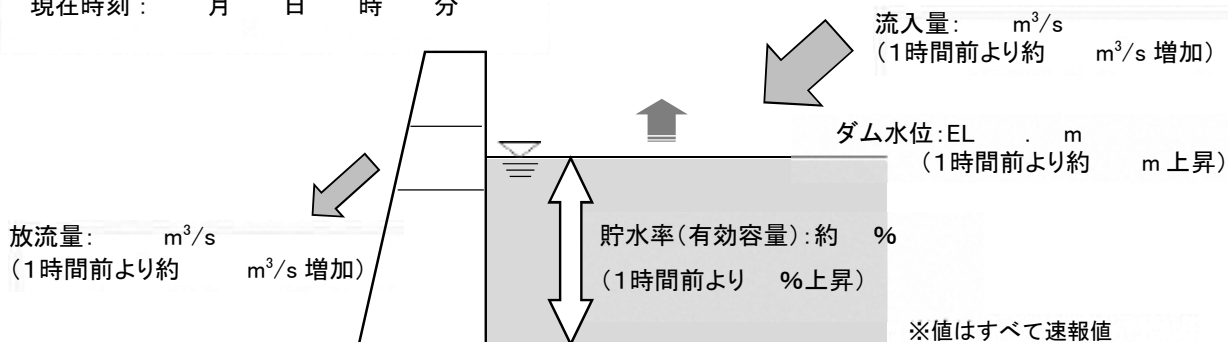 現在時刻： 月 日 時 分
流入量： m³/s
（1時間前より約 m³/s 増加）
ダム水位：EL . m
（1時間前より約 m 上昇）
放流量： m³/s
（1時間前より約 m³/s 増加）
貯水率（有効容量）：約 %
（1時間前より %上昇）
※値はすべて速報値